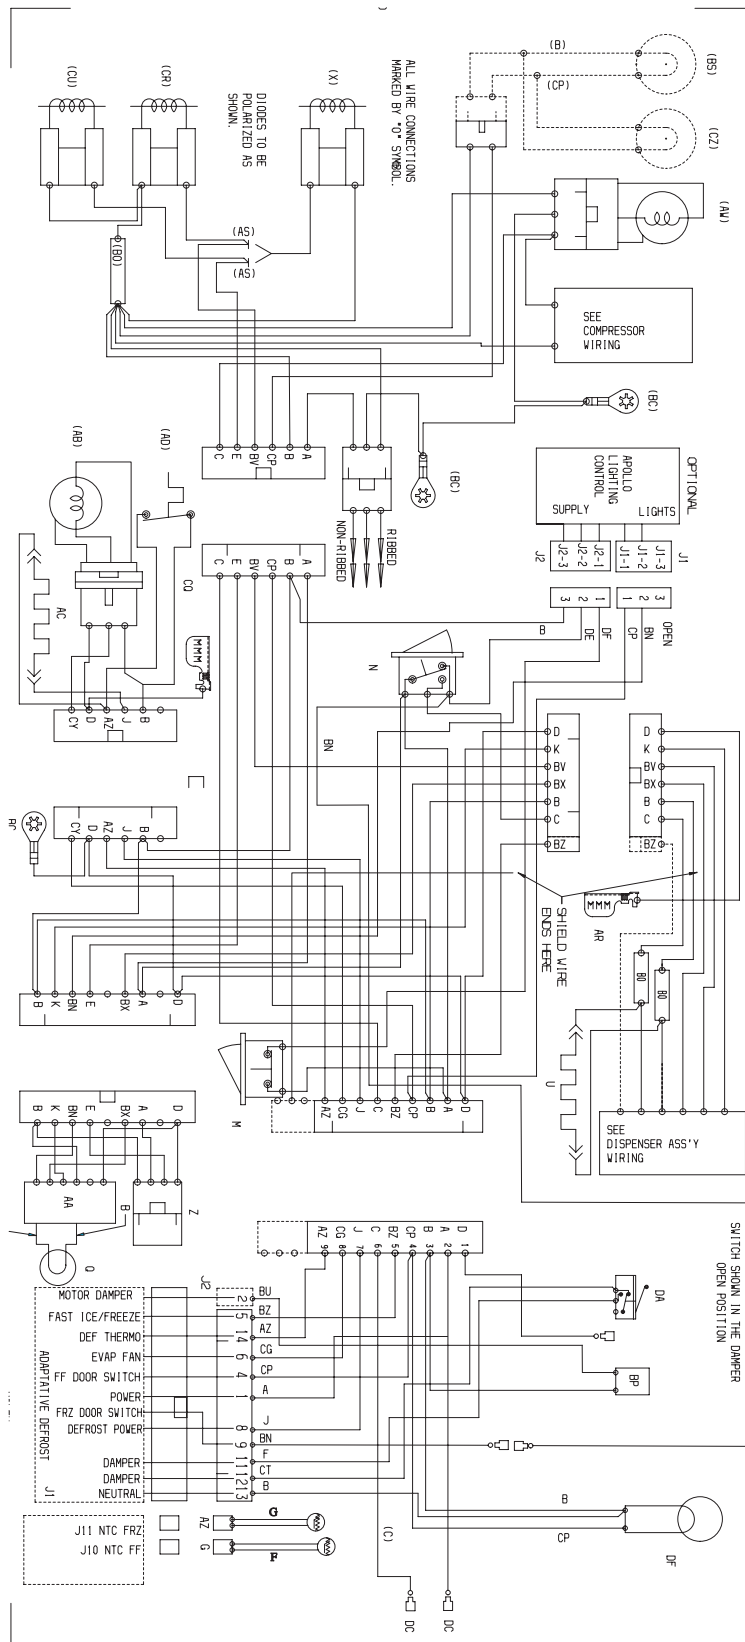 (CU)
(CR)
(X)
ALL WIRE CONNECTIONS
MARKED BY "O" SYMBOL.
DIODES TO BE
POLARIZED AS
SHOWN.
(B)
(CP)
(BS)
(CZ)
(AW)
(AS)
(AS)
(BO)
SEE
COMPRESSOR
WIRING
(BC)
(BC)
C
E
BV
CP
B
A
RIBBED
NON-RIBBED
OPTIONAL
APOLLO
LIGHTING
CONTROL
SUPPLY
LIGHTS
J2-3
J2-2
J2-1
J1-1
J1-2
J1-3
J2
J1
3
2
1
1
2
3
B
DE
DF
CP
BN
OPEN
(AB)
(AD)
AC
CQ
CY
D
AZ
J
B
C
E
BV
CP
B
A
N
BN
D
K
BV
BX
B
C
BZ
D
K
BV
BX
B
C
BZ
SHIELD WIRE
ENDS HERE
AR
BO
BO
U
CY
D
AZ
J
B
B
K
BN
E
BX
A
D
M
AZ
CG
J
C
BZ
CP
B
A
D
SEE
DISPENSER ASS'Y
WIRING
B
K
BN
E
BX
A
D
AA
B
Z
Q
AZ 9
CG 8
J 7
C 6
BZ 5
CP 4
B 3
A 2
D 1
SWITCH SHOWN IN THE DAMPER
OPEN POSITION
DA
BP
J2
MOTOR DAMPER 2 BU
FAST ICE/FREEZE 5 BZ
DEF THERMO 14 AZ
EVAP FAN 6 CG
FF DOOR SWITCH 4 CP
POWER 1 A
FRZ DOOR SWITCH
DEFROST POWER 8 J
9 BN
DAMPER 11 F
DAMPER 12 CT
NEUTRAL 13 B
ADAPTATIVE DEFROST
J1
J11 NTC FRZ
J10 NTC FF
AZ
G
G
F
(C)
B
CP
DF
DC
DC